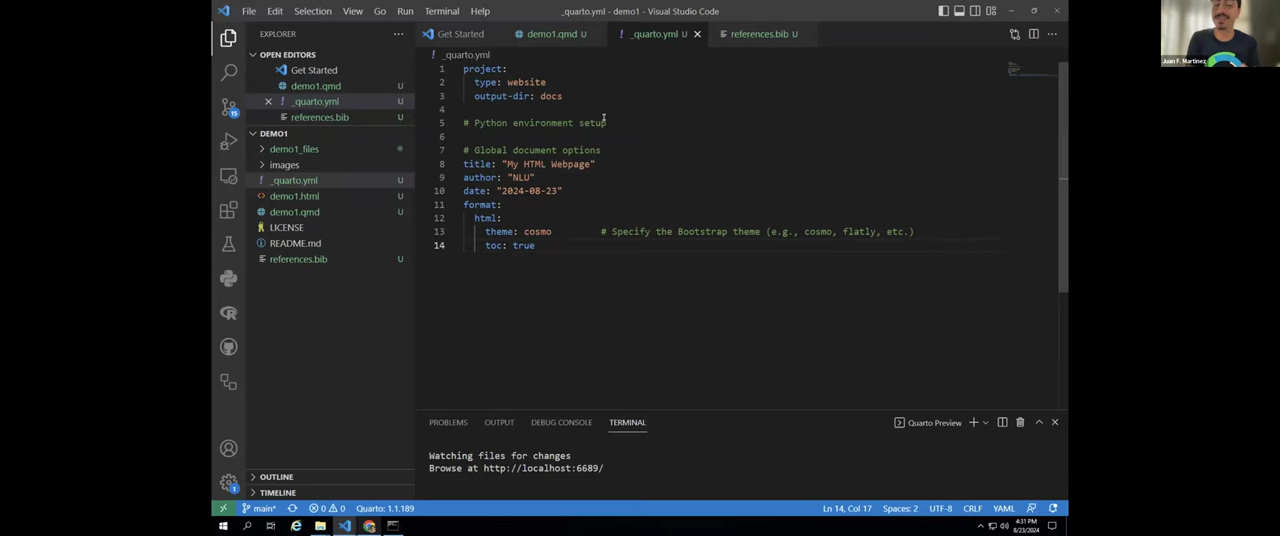 File Edit Selection View Go Run Terminal Help
_quarto.yml - demo1 - Visual Studio Code
Juan F. Martinez
EXPLORER
OPEN EDITORS
Get Started
demo1.qmd U
_quarto.yml U
references.bib U
DEMO1
demo1_files
images
_quarto.yml U
demo1.html U
demo1.qmd U
LICENSE
README.md
references.bib U
OUTLINE
TIMELINE
15
1
Get Started demo1.qmd U _quarto.yml U references.bib U
_quarto.yml
1 project:
2 type: website
3 output-dir: docs
4
5 # Python environment setup
6
7 # Global document options
8 title: "My HTML Webpage"
9 author: "NLU"
10 date: "2024-08-23"
11 format:
12 html:
13 theme: cosmo # Specify the Bootstrap theme (e.g., cosmo, flatly, etc.)
14 toc: true
PROBLEMS OUTPUT DEBUG CONSOLE TERMINAL
Quarto Preview
Watching files for changes
Browse at http://localhost:6689/
main* 0 0 Quarto: 1.1.189
Ln 14, Col 17 Spaces: 2 UTF-8 CRLF YAML
4:31 PM
8/23/2024